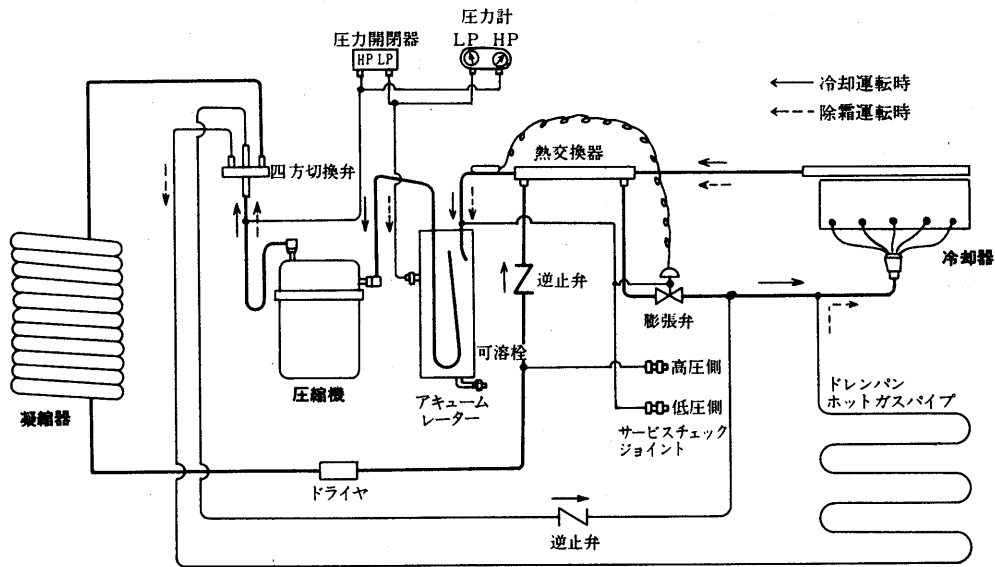 圧力計
LP HP
圧力開閉器
HP LP
冷却運転時
除霜運転時
熱交換器
四方切換弁
冷却器
逆止弁
膨張弁
可溶栓
高圧側
圧縮機
アキューム
レーター
低圧側
ドレンパン
ホットガスパイプ
凝縮器
サービスチェック
ジョイント
ドライヤ
逆止弁